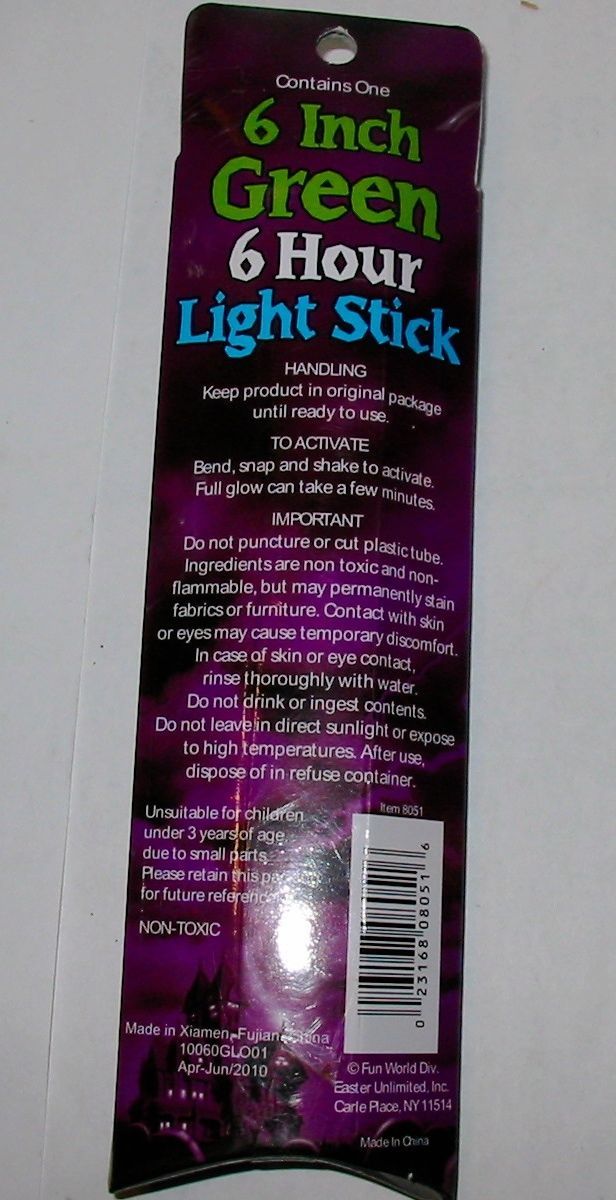 Contains One
6 Inch
Green
6 Hour
Light Stick
HANDLING
Keep product in original package
until ready to use.
TO ACTIVATE
Bend, snap and shake to activate.
Full glow can take a few minutes.
IMPORTANT
Do not puncture or cut plastic tube.
Ingredients are non toxic and non-
flammable, but may permanently stain
fabrics or furniture. Contact with skin
or eyes may cause temporary discomfort.
In case of skin or eye contact,
rinse thoroughly with water.
Do not drink or ingest contents.
Do not leave in direct sunlight or expose
to high temperatures. After use,
dispose of in refuse container.
Unsuitable for children
under 3 years of age
due to small parts.
Please retain this
for future reference
NON-TOXIC
Item 8051
0 23168 08051 6
Made in Xiamen, Fujian, China
10060GLO01
Apr-Jun/2010
© Fun World Div.
Easter Unlimited, Inc.
Carle Place, NY 11514
Made In China